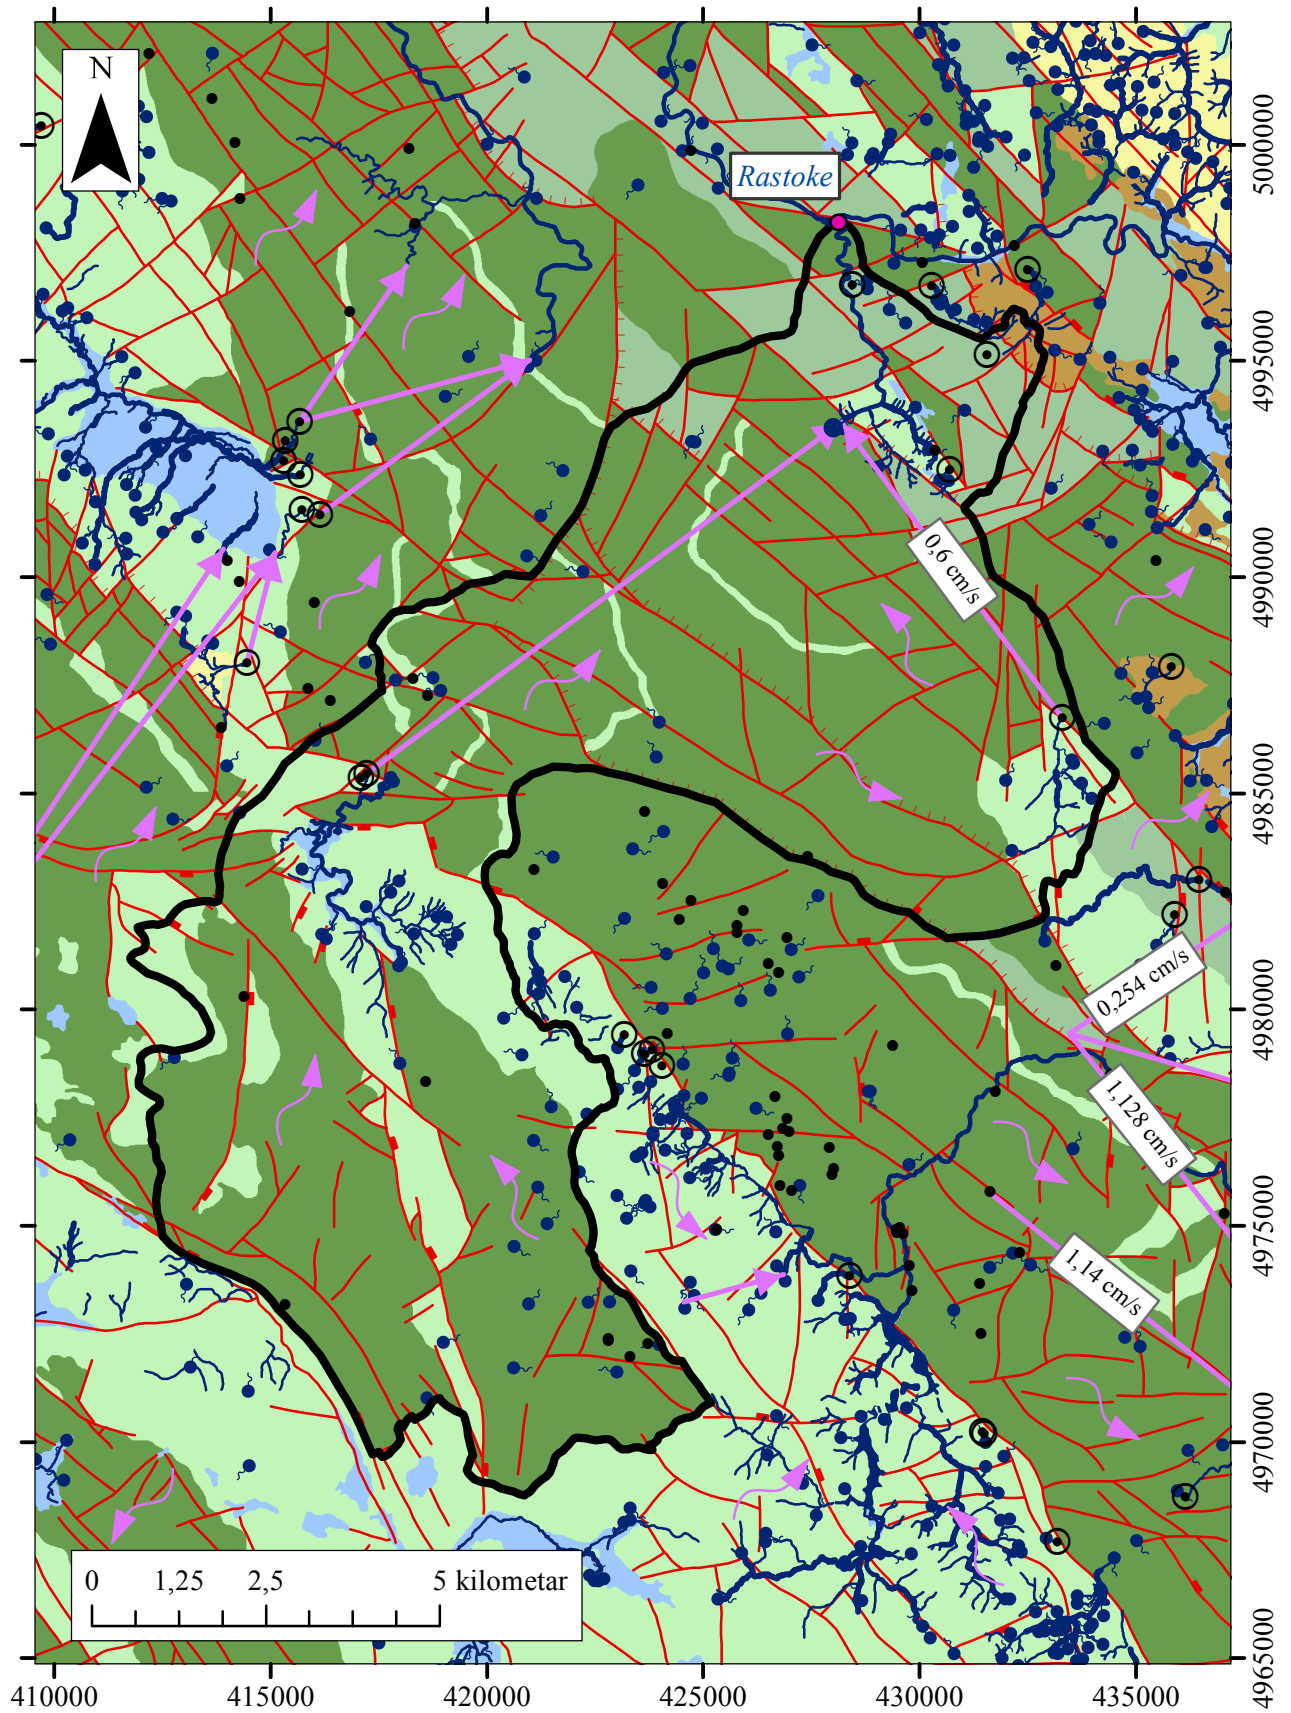 N
Rastoke
0,6 cm/s
0,254 cm/s
1,128 cm/s
1,14 cm/s
0 1,25 2,5 5 kilometar
5000000
4995000
4990000
4985000
4980000
4975000
4970000
4965000
410000 415000 420000 425000 430000 435000